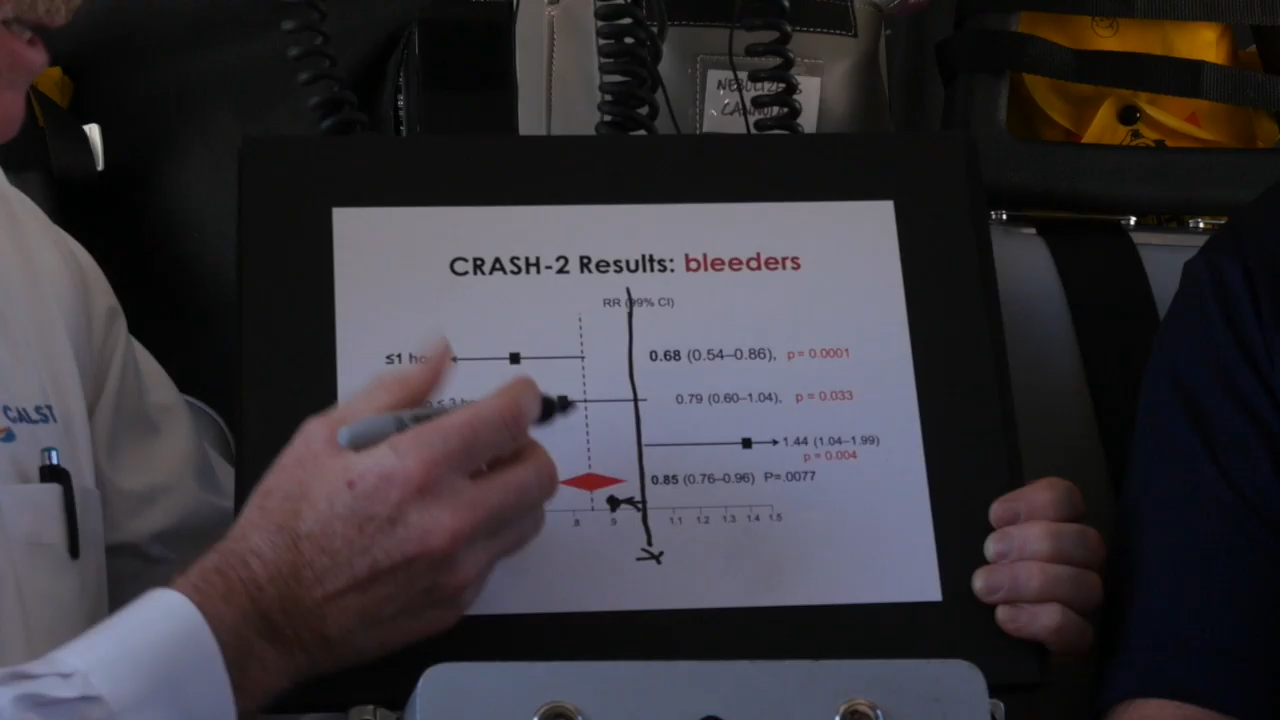 NEBULIZERS
CANNULA
CRASH-2 Results: bleeders
RR (99% CI)
≤1
0.68 (0.54–0.86), p = 0.0001
≤ 3
0.79 (0.60–1.04), p = 0.033
1.44 (1.04–1.99)
p = 0.004
0.85 (0.76–0.96) P=.0077
.8 .9 1.1 1.2 1.3 1.4 1.5
CALST